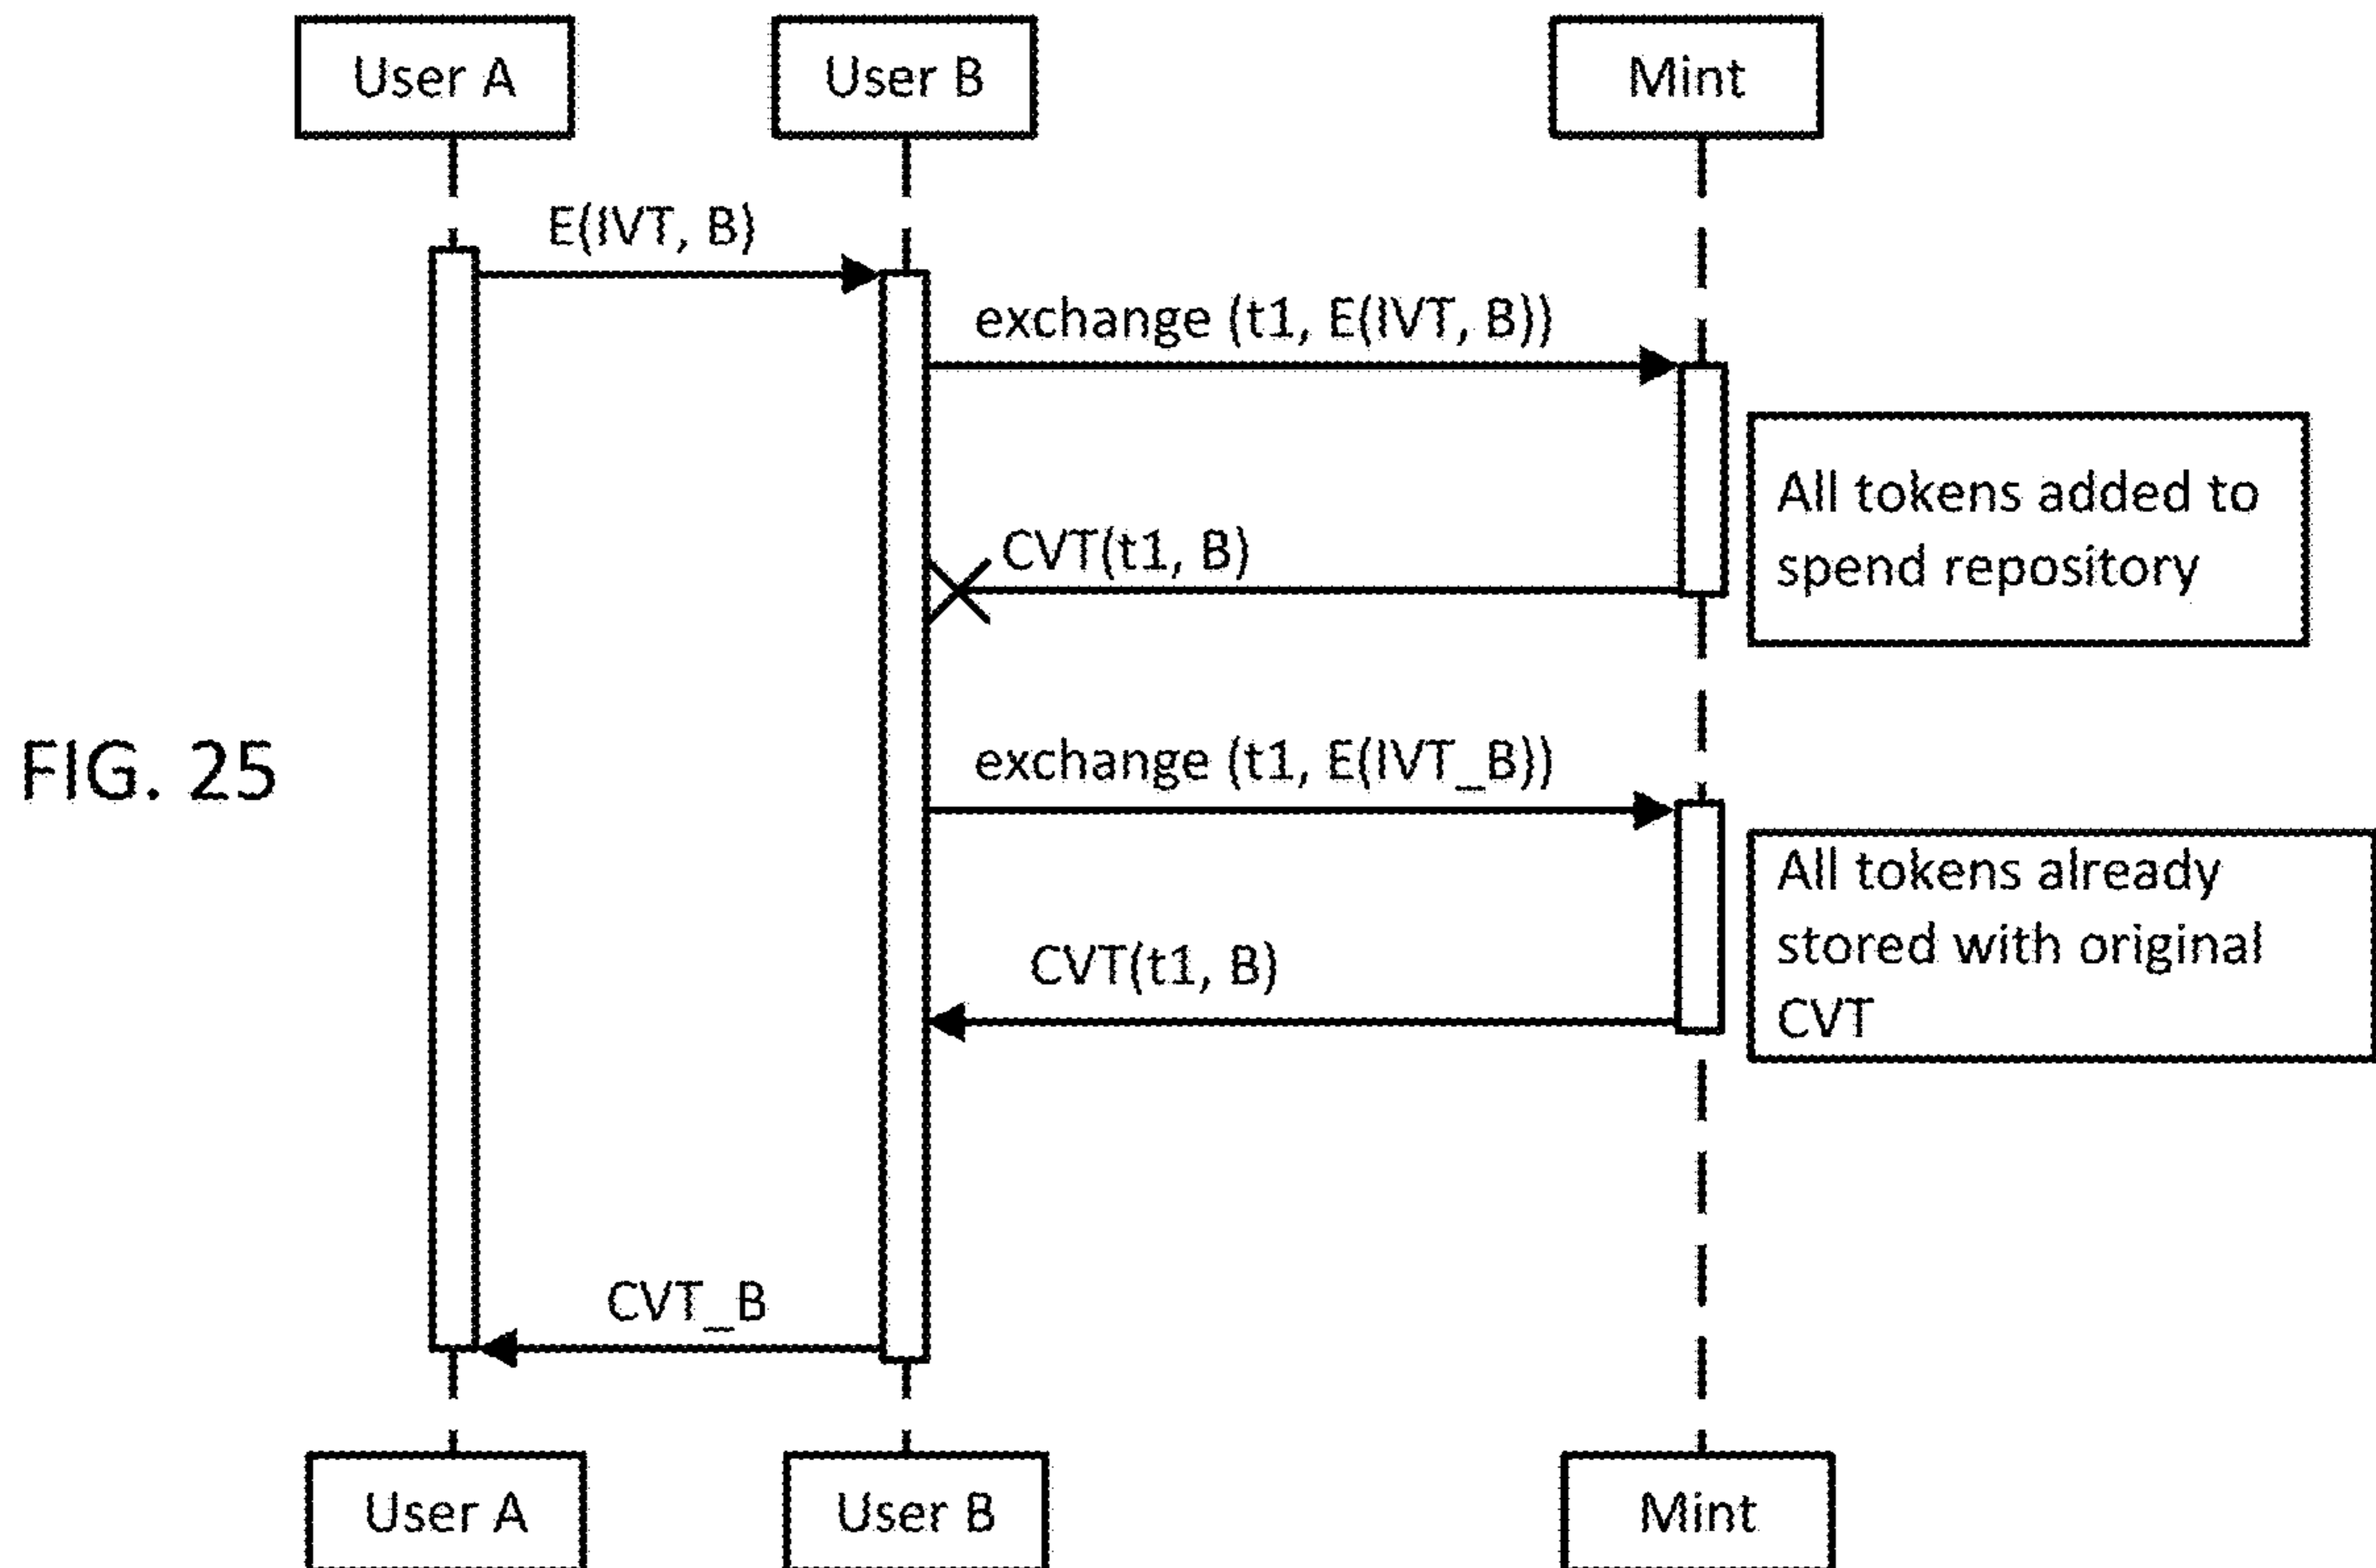 User A
User B
Mint
E(IVT, B)
exchange (t1, E(IVT, B))
All tokens added to
spend repository
CVT(t1, B)
FIG. 25
exchange (t1, E(IVT_B))
All tokens already
stored with original
CVT
CVT(t1, B)
CVT_B
User A
User B
Mint